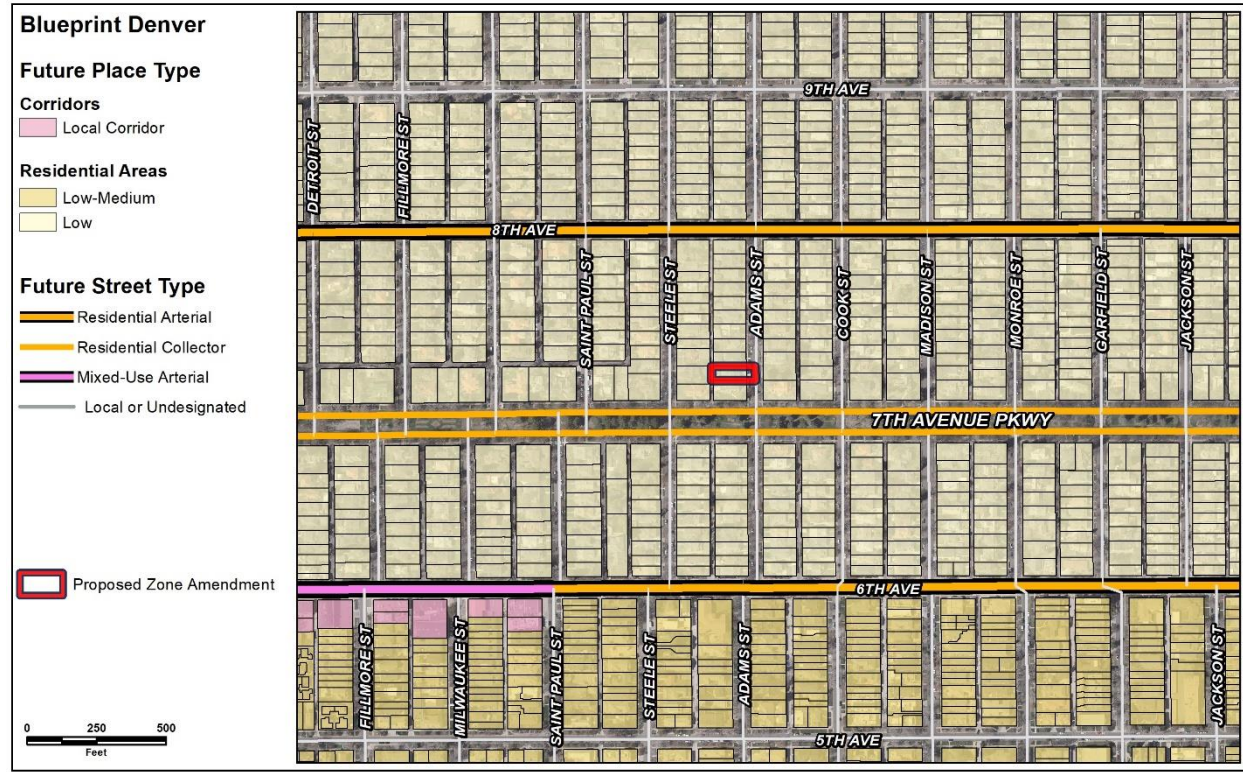 Blueprint Denver
Future Place Type
Corridors
Local Corridor
Residential Areas
Low-Medium
Low
Future Street Type
Residential Arterial
Residential Collector
Mixed-Use Arterial
Local or Undesignated
Proposed Zone Amendment
0 250 500
Feet
9TH AVE
DETROIT ST
FILLMORE ST
8TH AVE
SAINT PAUL ST
STEELE ST
ADAMS ST
COOK ST
MADISON ST
MONROE ST
GARFIELD ST
JACKSON ST
7TH AVENUE PKWY
6TH AVE
FILLMORE ST
MILWAUKEE ST
SAINT PAUL ST
STEELE ST
ADAMS ST
JACKSON ST
5TH AVE